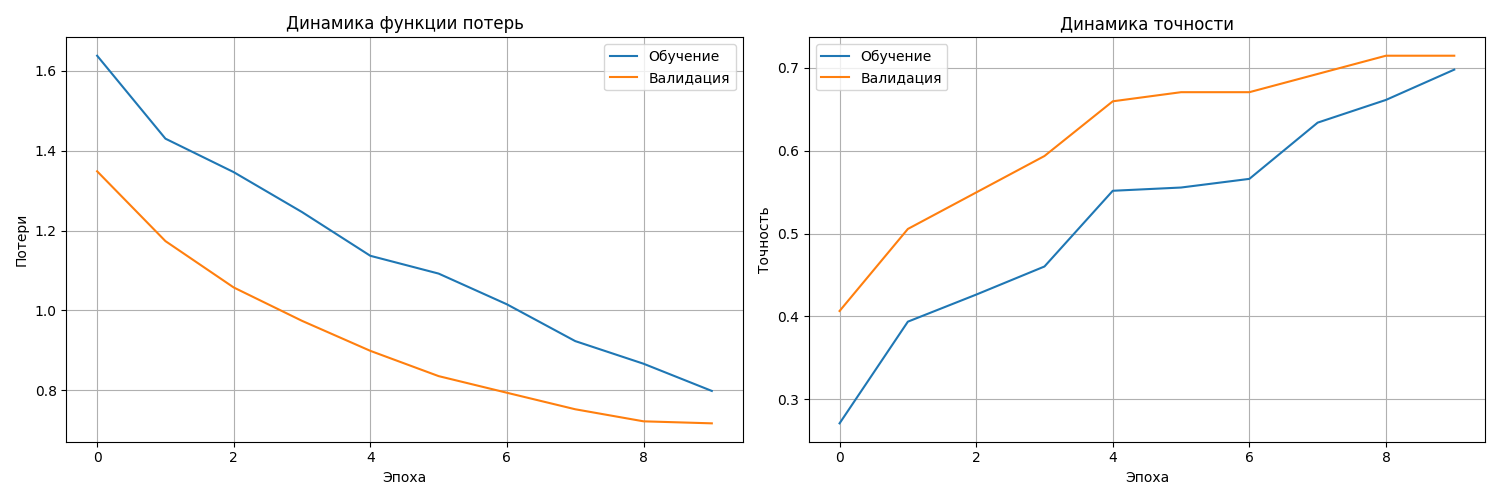 Динамика функции потерь
Обучение
Валидация
1.6
1.4
1.2
1.0
0.8
Потери
0 2 4 6 8
Эпоха
Динамика точности
Обучение
Валидация
0.7
0.6
0.5
0.4
0.3
Точность
0 2 4 6 8
Эпоха